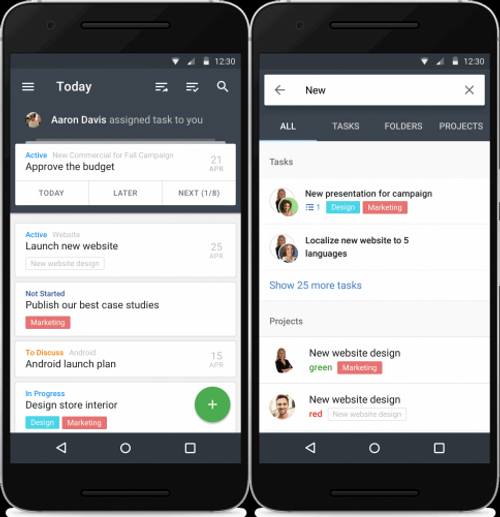 12:30
Today
Aaron Davis assigned task to you
Active New Commercial for Fall Campaign
Approve the budget
21
APR
TODAY
LATER
NEXT (1/8)
Active Website
Launch new website
New website design
25
APR
Not Started
Publish our best case studies
Marketing
To Discuss Android
Android launch plan
15
APR
In Progress
Design store interior
Design Marketing
12:30
New
ALL
TASKS
FOLDERS
PROJECTS
Tasks
New presentation for campaign
1 Design Marketing
Localize new website to 5
languages
Show 25 more tasks
Projects
New website design
green Marketing
New website design
red New website design